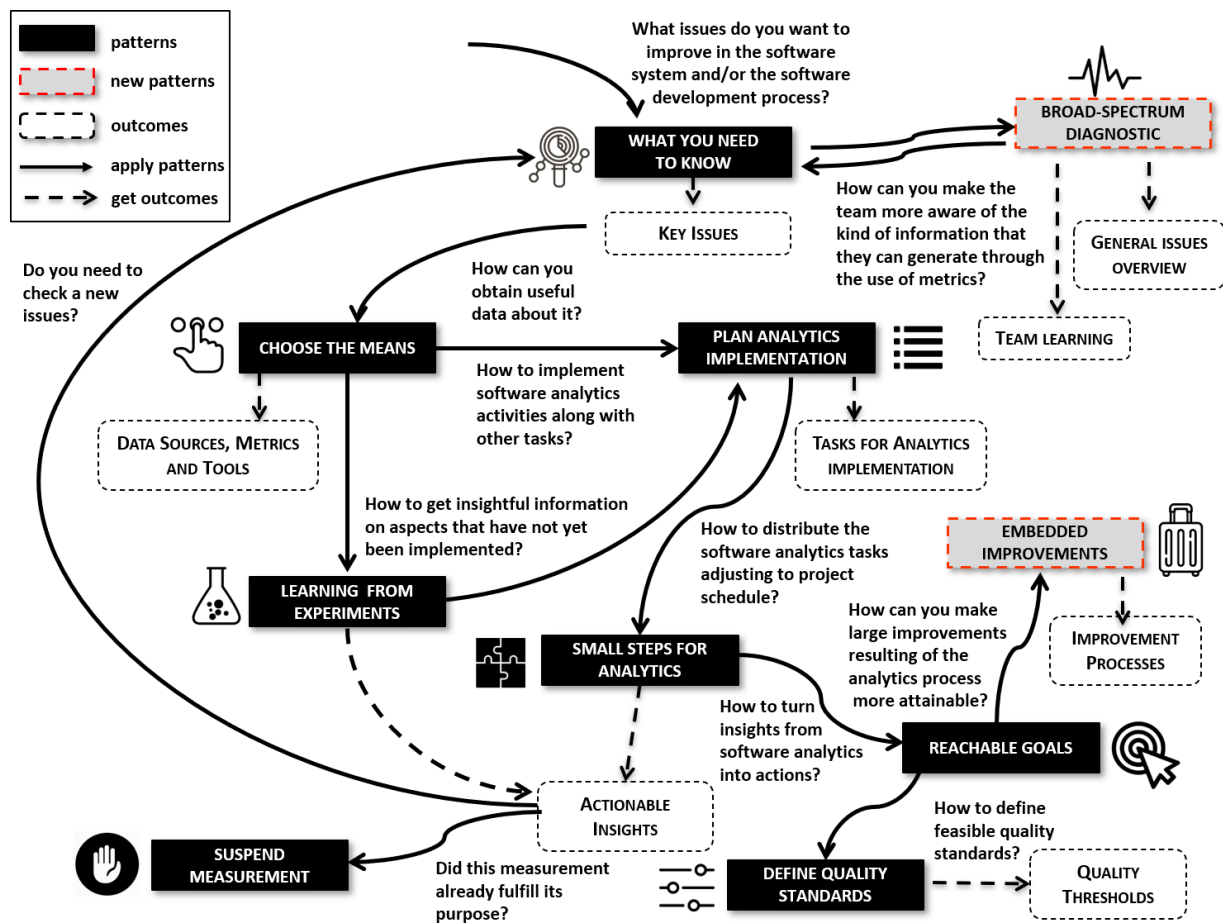 patterns
new patterns
outcomes
apply patterns
get outcomes
What issues do you want to
improve in the software
system and/or the software
development process?
WHAT YOU NEED
TO KNOW
BROAD-SPECTRUM
DIAGNOSTIC
KEY ISSUES
How can you make the
team more aware of the
kind of information that
they can generate through
the use of metrics?
GENERAL ISSUES
OVERVIEW
TEAM LEARNING
Do you need to
check a new
issues?
How can you
obtain useful
data about it?
CHOOSE THE MEANS
PLAN ANALYTICS
IMPLEMENTATION
How to implement
software analytics
activities along with
other tasks?
DATA SOURCES, METRICS
AND TOOLS
TASKS FOR ANALYTICS
IMPLEMENTATION
How to get insightful information
on aspects that have not yet
been implemented?
LEARNING FROM
EXPERIMENTS
How to distribute the
software analytics tasks
adjusting to project
schedule?
EMBEDDED
IMPROVEMENTS
How can you make
large improvements
resulting of the
analytics process
more attainable?
IMPROVEMENT
PROCESSES
SMALL STEPS FOR
ANALYTICS
How to turn
insights from
software analytics
into actions?
REACHABLE GOALS
ACTIONABLE
INSIGHTS
SUSPEND
MEASUREMENT
Did this measurement
already fulfill its
purpose?
How to define
feasible quality
standards?
DEFINE QUALITY
STANDARDS
QUALITY
THRESHOLDS